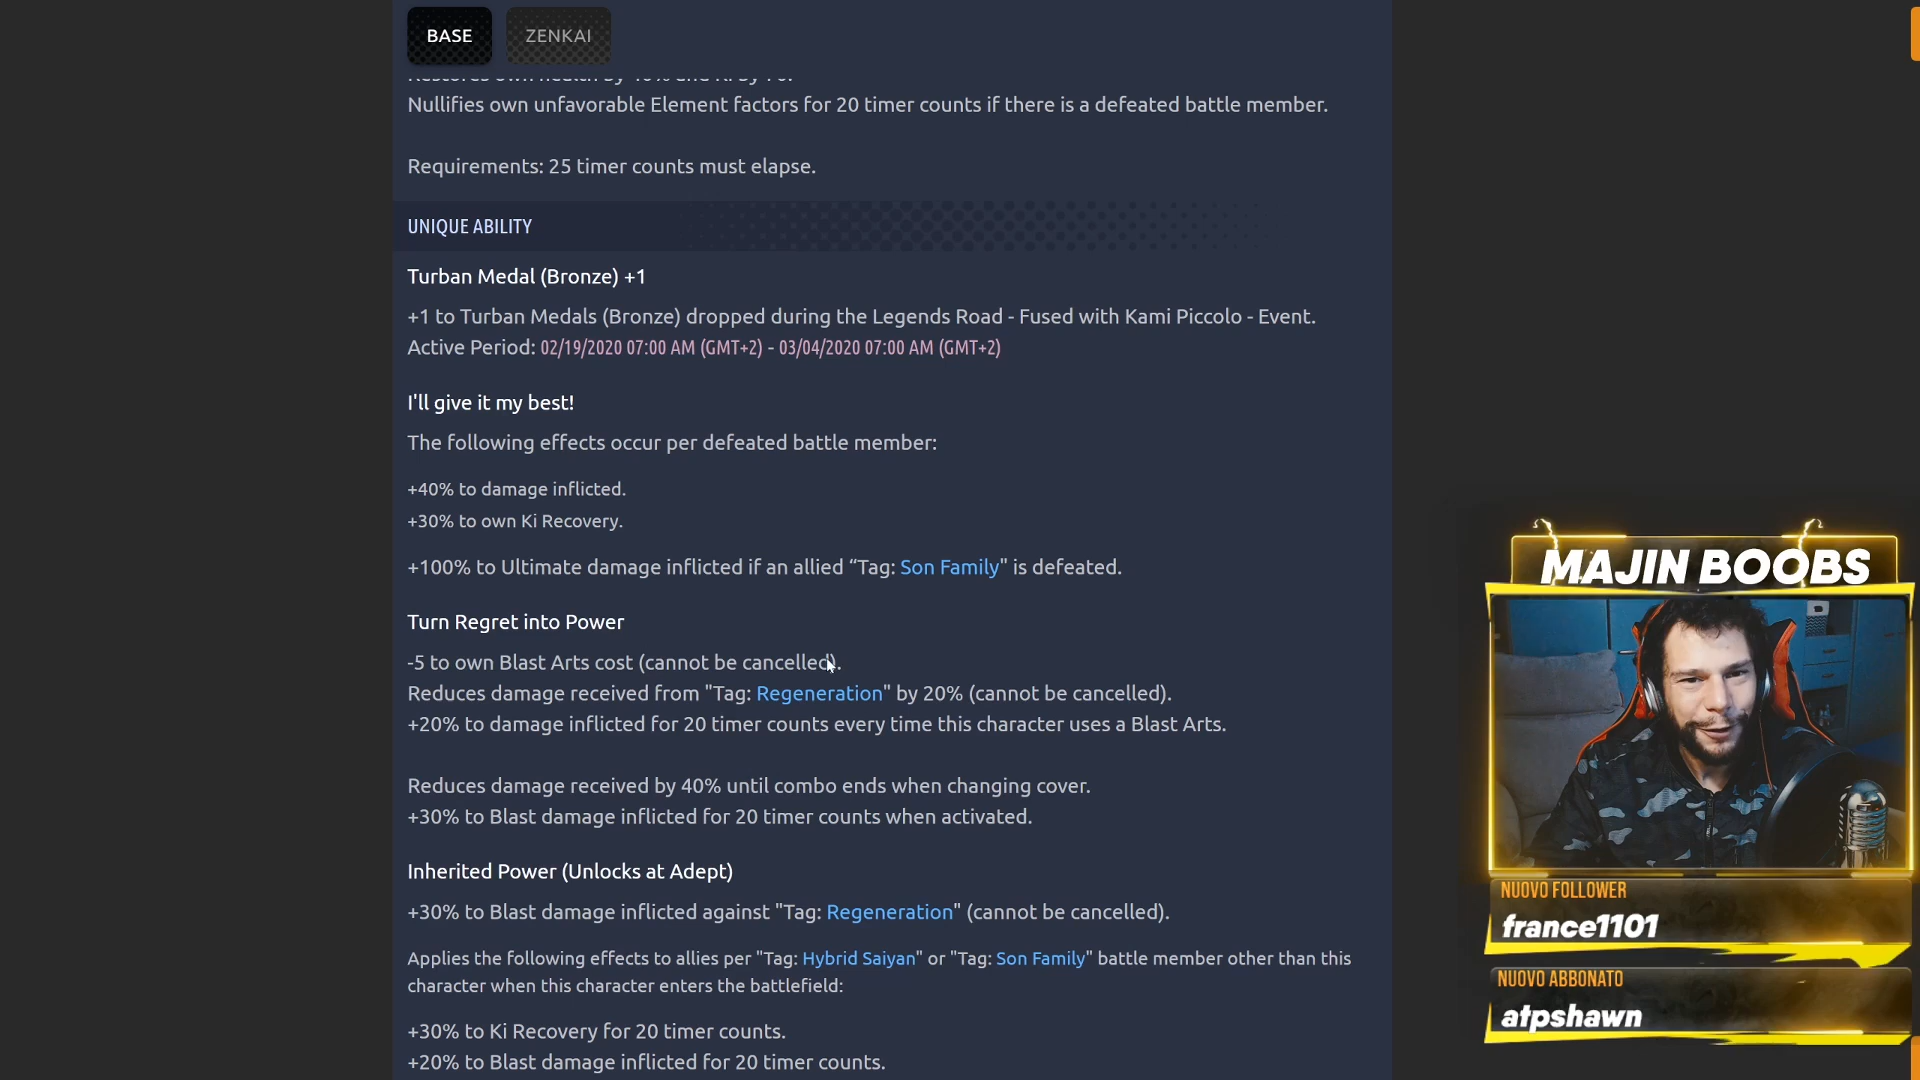 BASE
ZENKAI
Nullifies own unfavorable Element factors for 20 timer counts if there is a defeated battle member.
Requirements: 25 timer counts must elapse.
UNIQUE ABILITY
Turban Medal (Bronze) +1
+1 to Turban Medals (Bronze) dropped during the Legends Road - Fused with Kami Piccolo - Event.
Active Period: 02/19/2020 07:00 AM (GMT+2) - 03/04/2020 07:00 AM (GMT+2)
I'll give it my best!
The following effects occur per defeated battle member:
+40% to damage inflicted.
+30% to own Ki Recovery.
+100% to Ultimate damage inflicted if an allied “Tag: Son Family" is defeated.
Turn Regret into Power
-5 to own Blast Arts cost (cannot be cancelled).
Reduces damage received from "Tag: Regeneration" by 20% (cannot be cancelled).
+20% to damage inflicted for 20 timer counts every time this character uses a Blast Arts.
Reduces damage received by 40% until combo ends when changing cover.
+30% to Blast damage inflicted for 20 timer counts when activated.
Inherited Power (Unlocks at Adept)
+30% to Blast damage inflicted against "Tag: Regeneration" (cannot be cancelled).
Applies the following effects to allies per "Tag: Hybrid Saiyan" or "Tag: Son Family" battle member other than this
character when this character enters the battlefield:
+30% to Ki Recovery for 20 timer counts.
+20% to Blast damage inflicted for 20 timer counts.
MAJIN BOOBS
NUOVO FOLLOWER
france1101
NUOVO ABBONATO
atpshawn